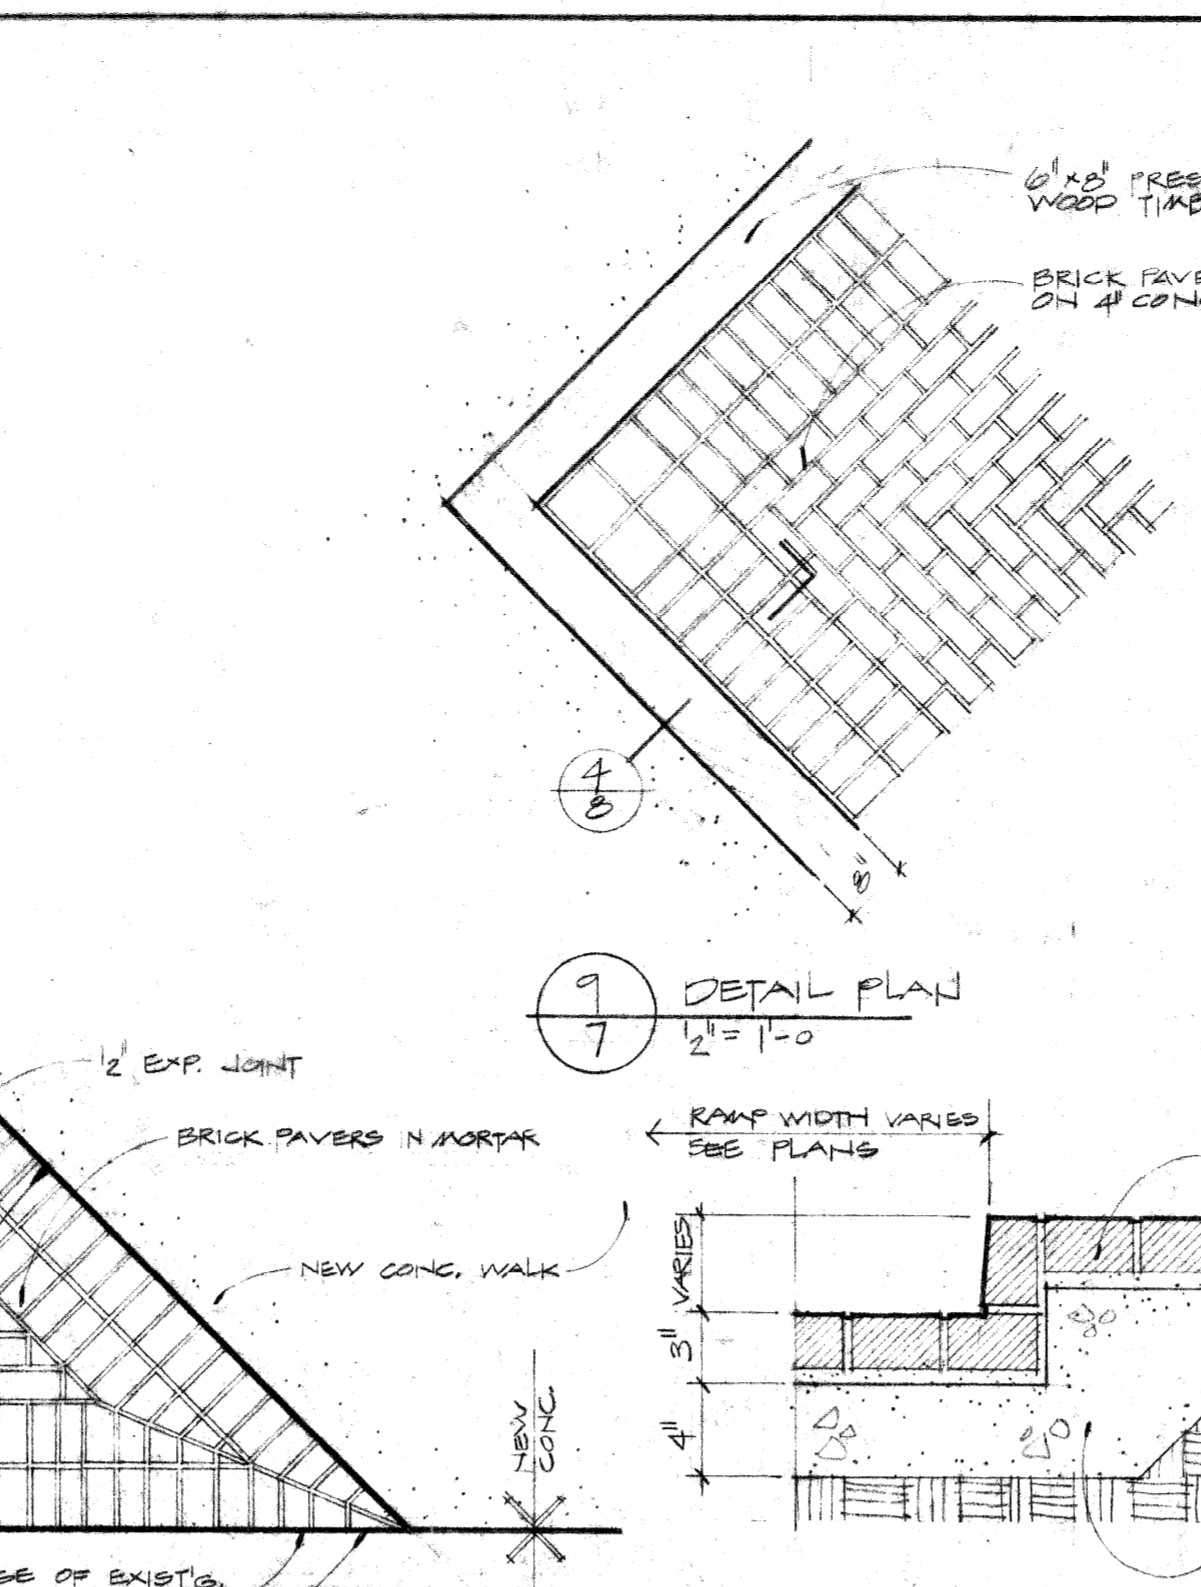 6"x8" PRES
WOOD TIMB
BRICK PAVE
ON 4" CONC
4
8
8"
9
7
DETAIL PLAN
1/2" = 1'-0
1/2" EXP. JOINT
BRICK PAVERS IN MORTAR
NEW CONC. WALK
RAMP WIDTH VARIES
SEE PLANS
VARIES
3"
4"
NEW
CONC.
OF EXIST'G.